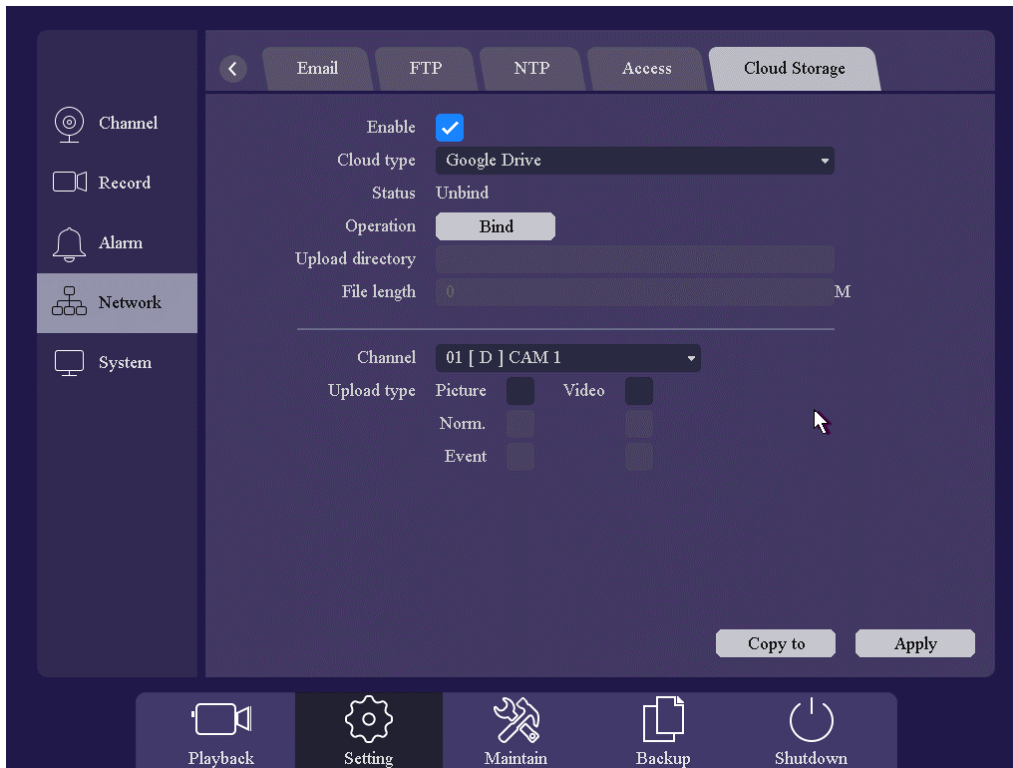 Email FTP NTP Access Cloud Storage
Channel
Record
Alarm
Network
System
Enable
Cloud type Google Drive
Status Unbind
Operation Bind
Upload directory
File length 0 M
Channel 01 [ D ] CAM 1
Upload type Picture Video
Norm.
Event
Copy to Apply
Playback Setting Maintain Backup Shutdown